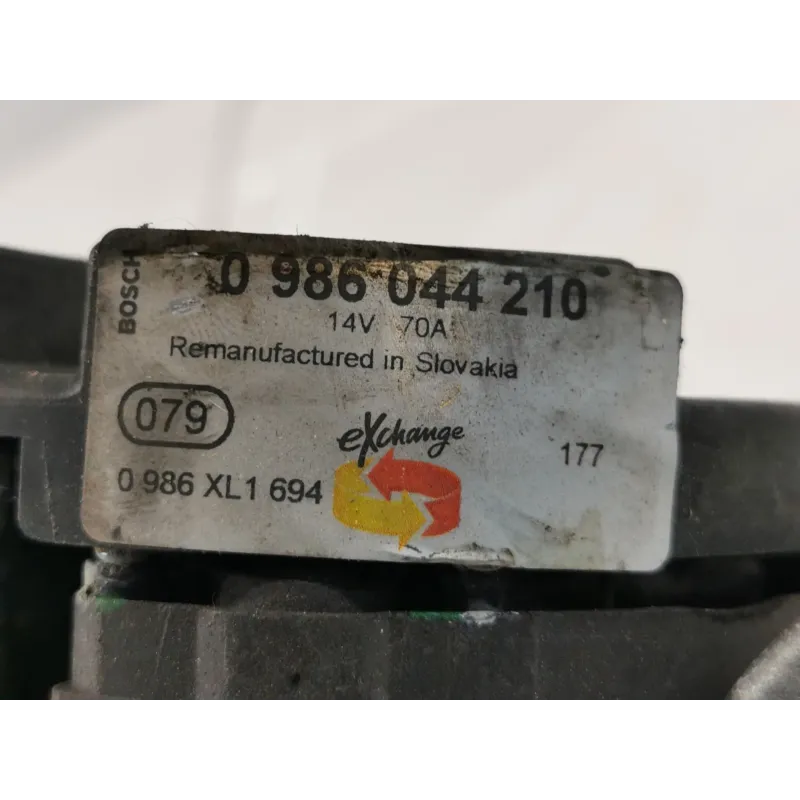 BOSCH
0 986 044 210
14V 70A
Remanufactured in Slovakia
079
eXchange
177
0 986 XL1 694